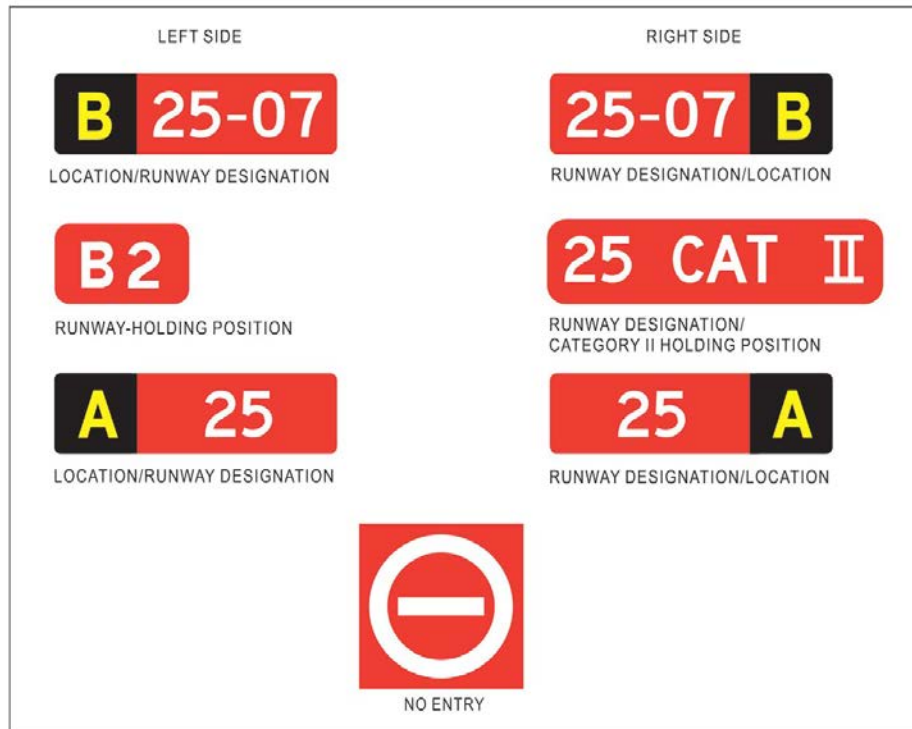 LEFT SIDE
RIGHT SIDE
B 25-07
25-07 B
LOCATION/RUNWAY DESIGNATION
RUNWAY DESIGNATION/LOCATION
B2
25 CAT II
RUNWAY-HOLDING POSITION
RUNWAY DESIGNATION/
CATEGORY II HOLDING POSITION
A 25
25 A
LOCATION/RUNWAY DESIGNATION
RUNWAY DESIGNATION/LOCATION
NO ENTRY